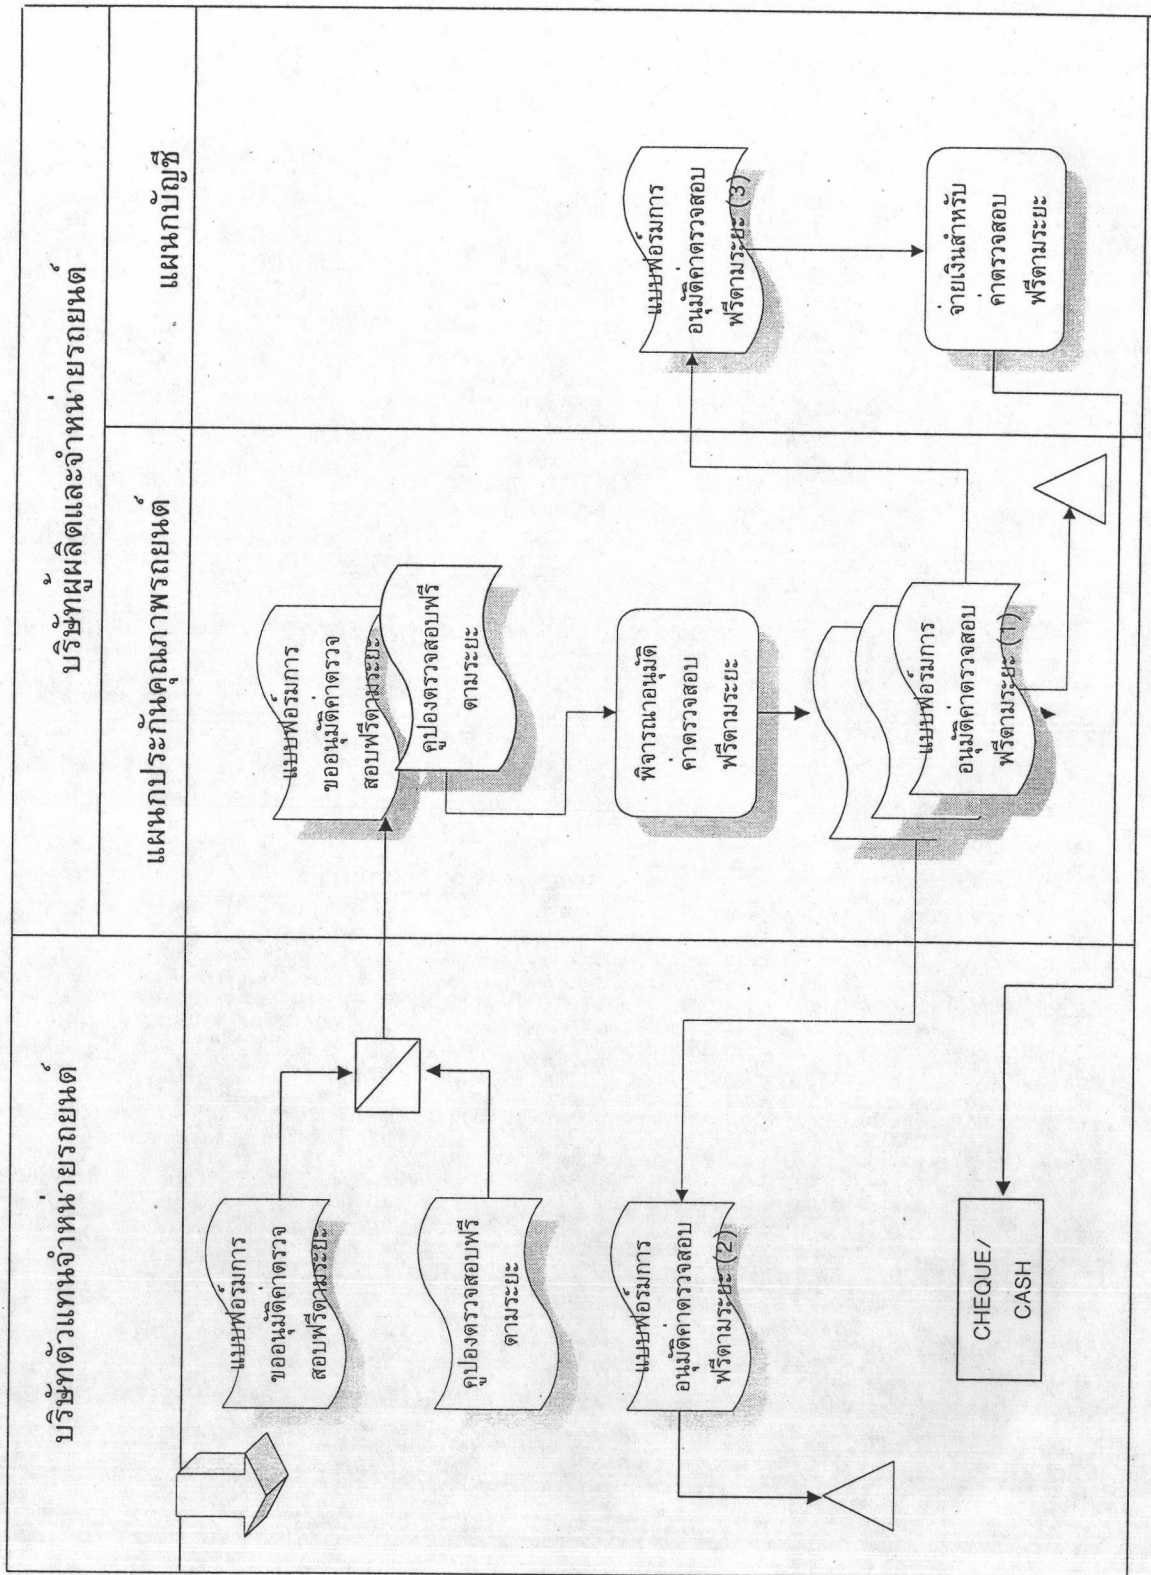 บริษัทตัวแทนจำหน่ายรถยนต์
บริษัทผู้ผลิตและจำหน่ายรถยนต์
แผนกประกันคุณภาพรถยนต์
แผนกบัญชี
แบบฟอร์มการ
ขออนุมัติค่าตรวจ
สอบฟรีตามระยะ
คูปองตรวจสอบฟรี
ตามระยะ
แบบฟอร์มการ
อนุมัติค่าตรวจสอบ
ฟรีตามระยะ (2)
CHEQUE/
CASH
แบบฟอร์มการ
ขออนุมัติค่าตรวจ
สอบฟรีตามระยะ
คูปองตรวจสอบฟรี
ตามระยะ
พิจารณาอนุมัติ
ค่าตรวจสอบ
ฟรีตามระยะ
แบบฟอร์มการ
อนุมัติค่าตรวจสอบ
ฟรีตามระยะ (1)
แบบฟอร์มการ
อนุมัติค่าตรวจสอบ
ฟรีตามระยะ (3)
จ่ายเงินสำหรับ
ค่าตรวจสอบ
ฟรีตามระยะ